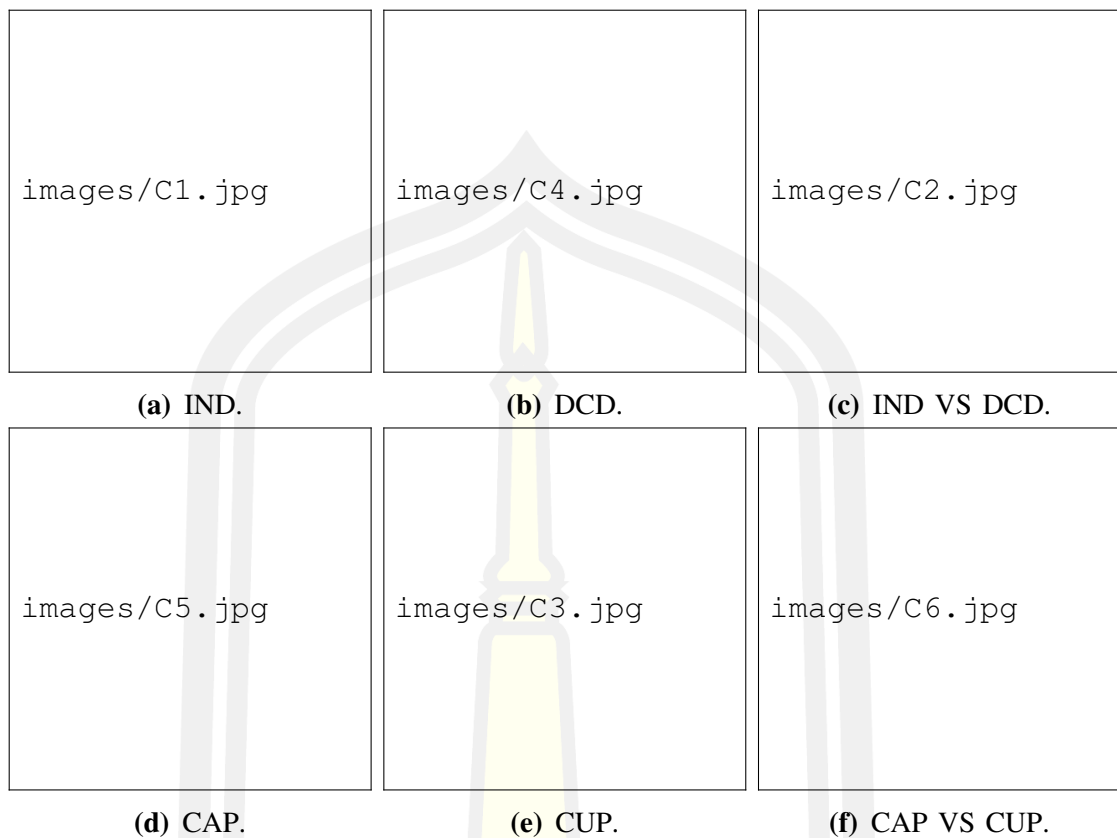 images/C1.jpg images/C4.jpg images/C2.jpg
(a) IND. (b) DCD. (c) IND VS DCD.
images/C5.jpg images/C3.jpg images/C6.jpg
(d) CAP. (e) CUP. (f) CAP VS CUP.